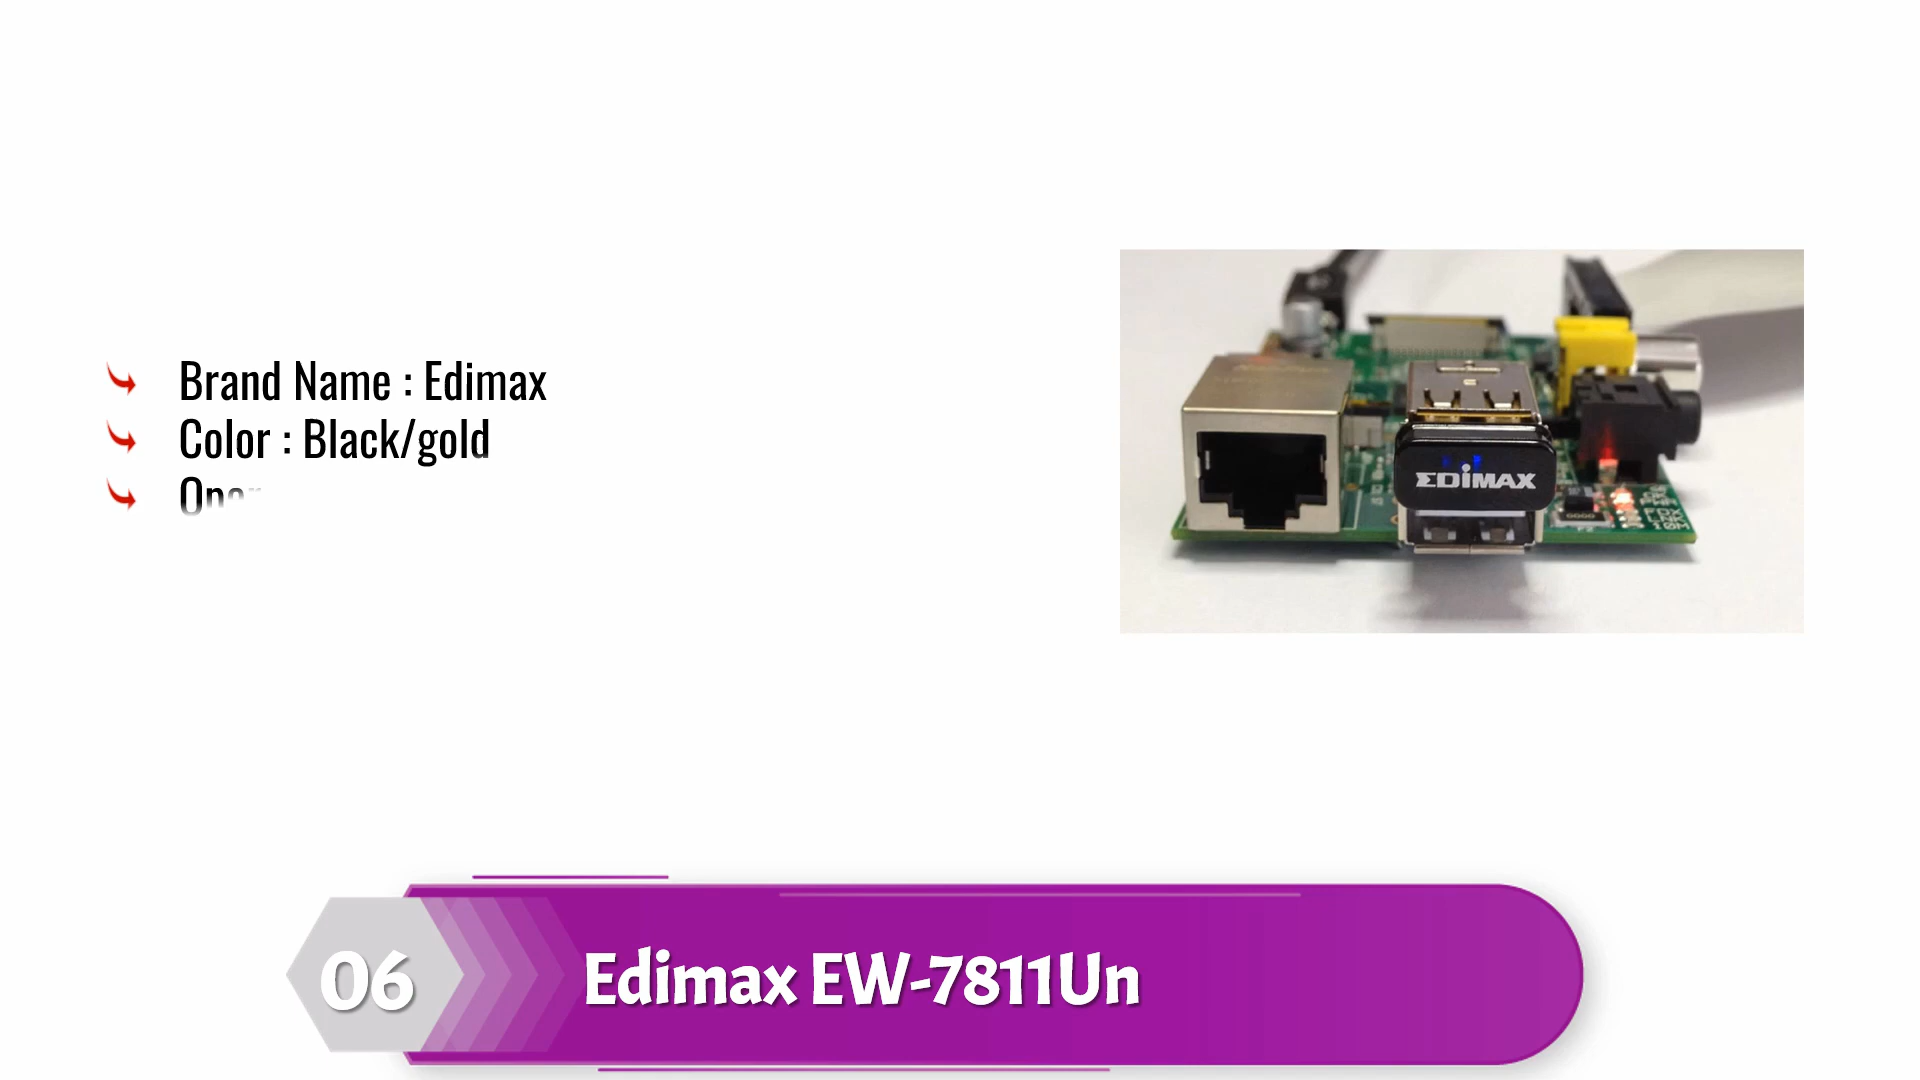 Brand Name : Edimax
Color : Black/gold
EDIMAX
06
Edimax EW-7811Un